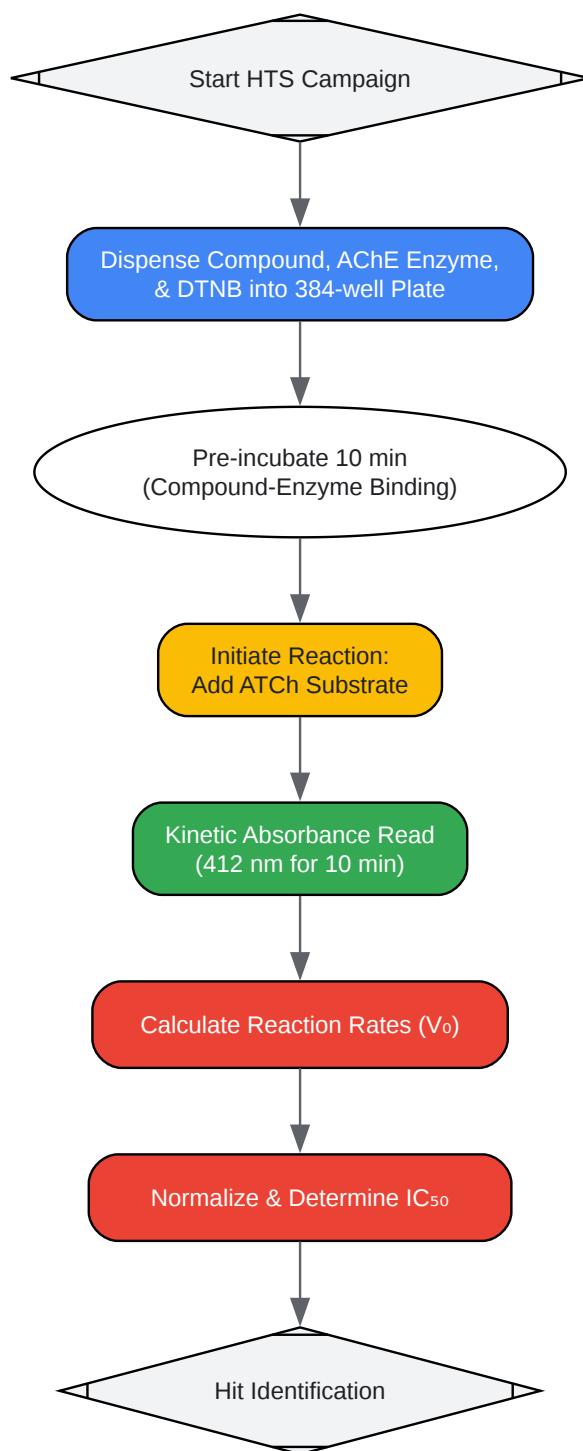 Start HTS Campaign
Dispense Compound, AChE Enzyme,
& DTNB into 384-well Plate
Pre-incubate 10 min
(Compound-Enzyme Binding)
Initiate Reaction:
Add ATCh Substrate
Kinetic Absorbance Read
(412 nm for 10 min)
Calculate Reaction Rates (V₀)
Normalize & Determine IC₅₀
Hit Identification